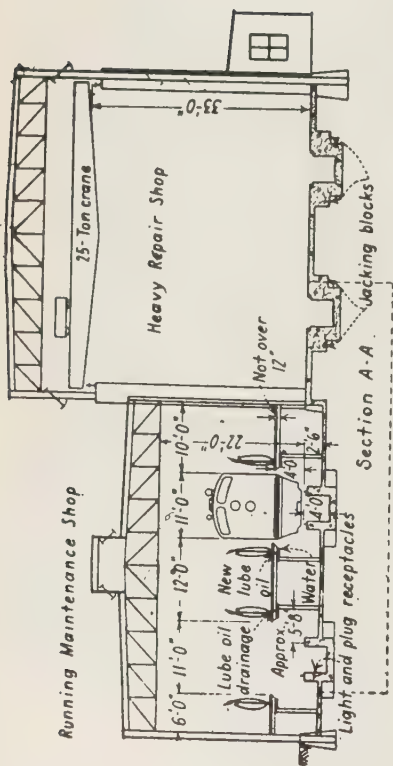 Running Maintenance Shop
25-Ton crane
33'-0"
Heavy Repair Shop
6'-0"
11'-0"
12'-0"
11'-0"
10'-0"
22'-0"
Not over
12"
Lube oil
drainage
New
lube
oil
4'-0"
Approx.
5'-8"
Water
4'-0"
2'-6"
Light and plug receptacles
Section A-A
Jacking blocks